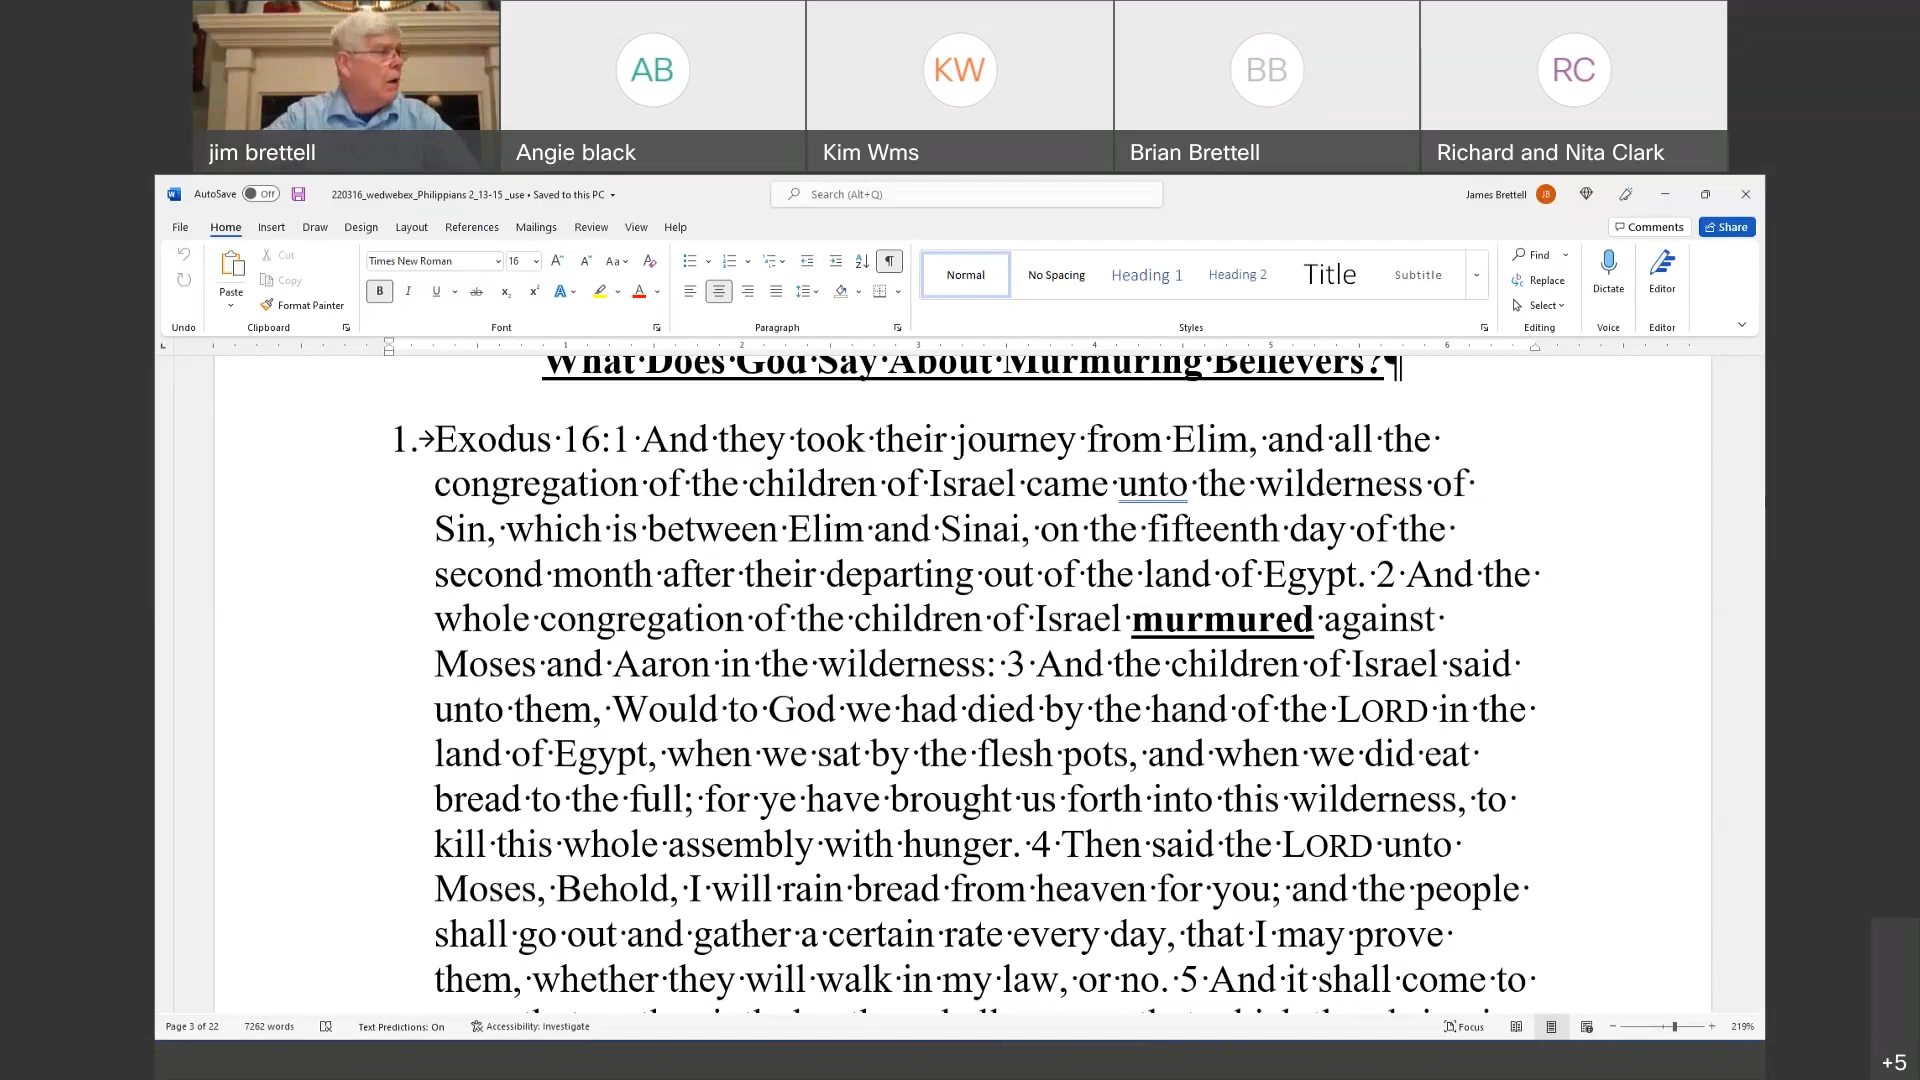 AB
KW
BB
RC
jim brettell
Angie black
Kim Wms
Brian Brettell
Richard and Nita Clark
AutoSave Off
220316_wedwebex_Philippians 2_13-15 _use • Saved to this PC
Search (Alt+Q)
James Brettell JB
File Home Insert Draw Design Layout References Mailings Review View Help
Comments Share
Cut
Copy
Format Painter
Paste
Times New Roman 16
Normal No Spacing Heading 1 Heading 2 Title Subtitle
Find
Replace
Select
Dictate
Editor
Undo Clipboard Font Paragraph Styles Editing Voice Editor
1 2 3 4 5 6
What·Does·God·Say·About·Murmuring·Believers?¶
1.→Exodus·16:1·And·they·took·their·journey·from·Elim,·and·all·the·
congregation·of·the·children·of·Israel·came·unto·the·wilderness·of·
Sin,·which·is·between·Elim·and·Sinai,·on·the·fifteenth·day·of·the·
second·month·after·their·departing·out·of·the·land·of·Egypt.·2·And·the·
whole·congregation·of·the·children·of·Israel·murmured·against·
Moses·and·Aaron·in·the·wilderness:·3·And·the·children·of·Israel·said·
unto·them,·Would·to·God·we·had·died·by·the·hand·of·the·LORD·in·the·
land·of·Egypt,·when·we·sat·by·the·flesh·pots,·and·when·we·did·eat·
bread·to·the·full;·for·ye·have·brought·us·forth·into·this·wilderness,·to·
kill·this·whole·assembly·with·hunger.·4·Then·said·the·LORD·unto·
Moses,·Behold,·I·will·rain·bread·from·heaven·for·you;·and·the·people·
shall·go·out·and·gather·a·certain·rate·every·day,·that·I·may·prove·
them,·whether·they·will·walk·in·my·law,·or·no.·5·And·it·shall·come·to·
Page 3 of 22 7262 words Text Predictions: On Accessibility: Investigate Focus 219%
+5